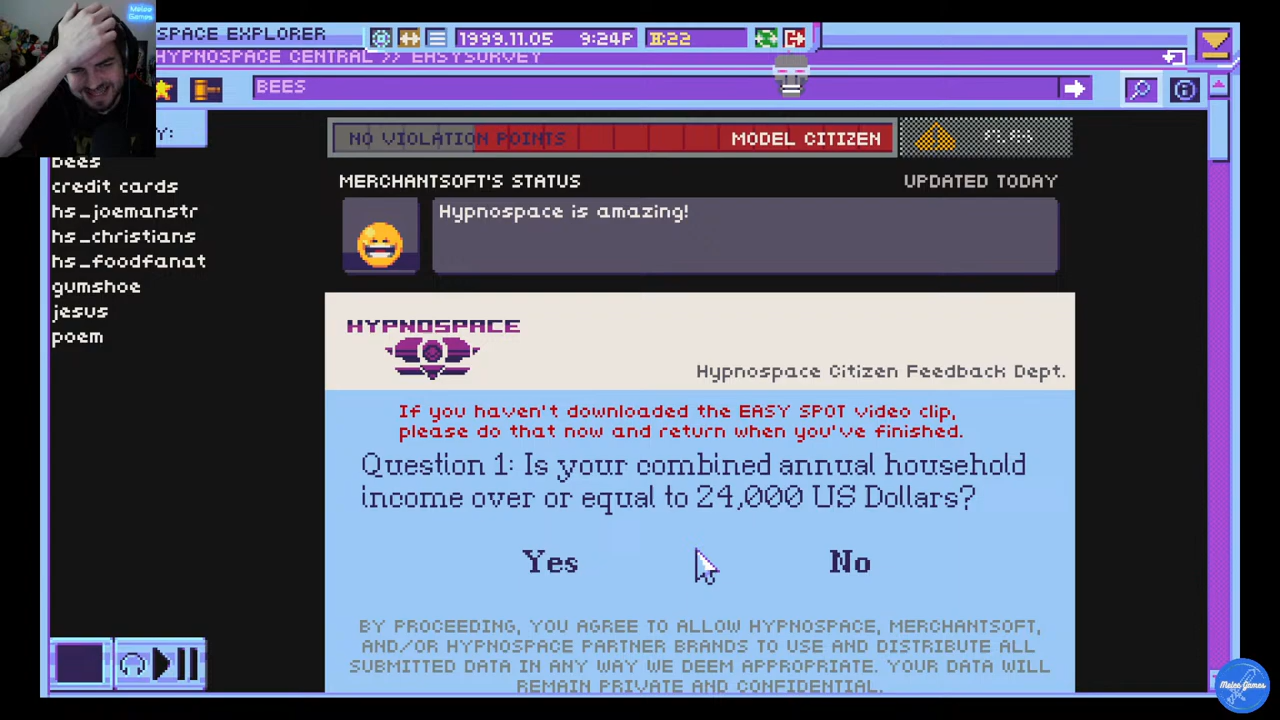 Melee Games
SPACE EXPLORER
1999.11.05 9:24P 22
HYPNOSPACE CENTRAL >> EASYSURVEY
BEES
Y:
bees
credit cards
hs_joemanstr
hs_christians
hs_foodfanat
gumshoe
jesus
poem
NO VIOLATION POINTS MODEL CITIZEN
MERCHANTSOFT'S STATUS UPDATED TODAY
Hypnospace is amazing!
HYPNOSPACE
Hypnospace Citizen Feedback Dept.
If you haven't downloaded the EASY SPOT video clip,
please do that now and return when you've finished.
Question 1: Is your combined annual household
income over or equal to 24,000 US Dollars?
Yes No
BY PROCEEDING, YOU AGREE TO ALLOW HYPNOSPACE, MERCHANTSOFT,
AND/OR HYPNOSPACE PARTNER BRANDS TO USE AND DISTRIBUTE ALL
SUBMITTED DATA IN ANY WAY WE DEEM APPROPRIATE. YOUR DATA WILL
REMAIN PRIVATE AND CONFIDENTIAL.
Melee Games